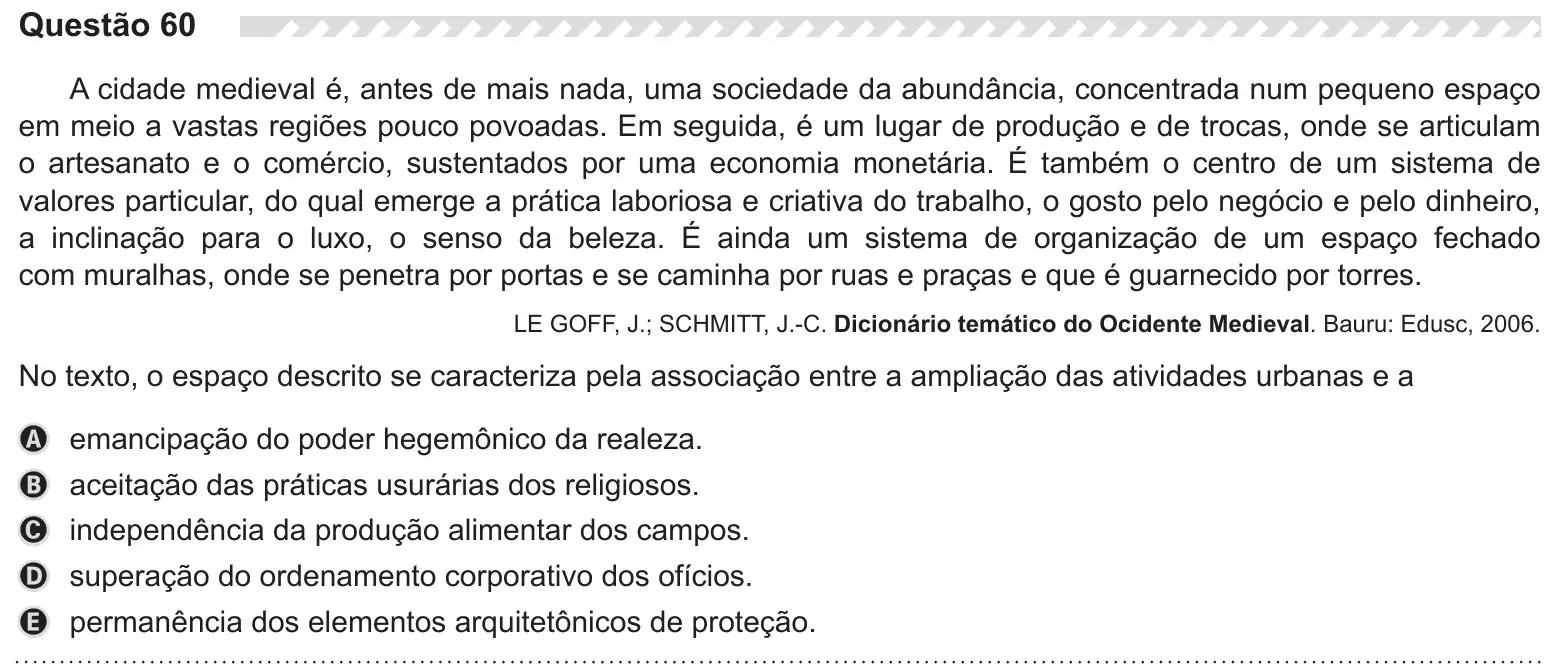 Questão 60
A cidade medieval é, antes de mais nada, uma sociedade da abundância, concentrada num pequeno espaço
em meio a vastas regiões pouco povoadas. Em seguida, é um lugar de produção e de trocas, onde se articulam
o artesanato e o comércio, sustentados por uma economia monetária. É também o centro de um sistema de
valores particular, do qual emerge a prática laboriosa e criativa do trabalho, o gosto pelo negócio e pelo dinheiro,
a inclinação para o luxo, o senso da beleza. É ainda um sistema de organização de um espaço fechado
com muralhas, onde se penetra por portas e se caminha por ruas e praças e que é guarnecido por torres.
LE GOFF, J.; SCHMITT, J.-C. Dicionário temático do Ocidente Medieval. Bauru: Edusc, 2006.
No texto, o espaço descrito se caracteriza pela associação entre a ampliação das atividades urbanas e a
A emancipação do poder hegemônico da realeza.
B aceitação das práticas usurárias dos religiosos.
C independência da produção alimentar dos campos.
D superação do ordenamento corporativo dos ofícios.
E permanência dos elementos arquitetônicos de proteção.